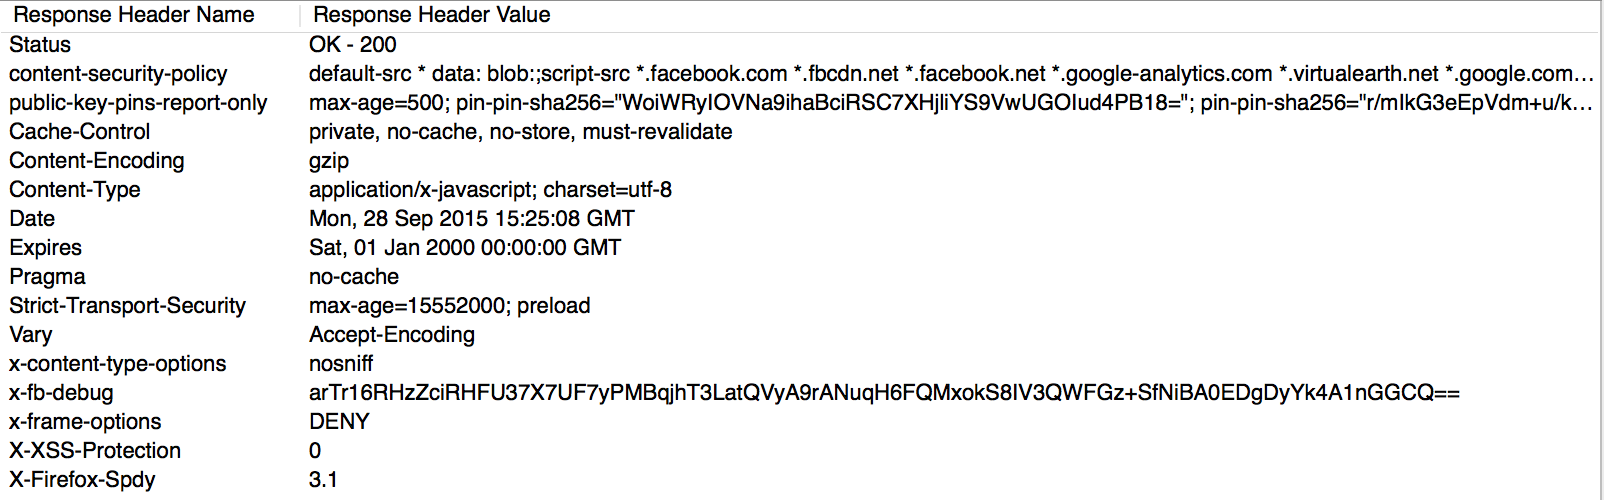 Response Header Name Response Header Value
Status OK - 200
content-security-policy default-src * data: blob:;script-src *.facebook.com *.fbcdn.net *.facebook.net *.google-analytics.com *.virtualearth.net *.google.com...
public-key-pins-report-only max-age=500; pin-pin-sha256="WoiWRyIOVNa9ihaBciRSC7XHjliYS9VwUGOIud4PB18="; pin-pin-sha256="r/mIkG3eEpVdm+u/k...
Cache-Control private, no-cache, no-store, must-revalidate
Content-Encoding gzip
Content-Type application/x-javascript; charset=utf-8
Date Mon, 28 Sep 2015 15:25:08 GMT
Expires Sat, 01 Jan 2000 00:00:00 GMT
Pragma no-cache
Strict-Transport-Security max-age=15552000; preload
Vary Accept-Encoding
x-content-type-options nosniff
x-fb-debug arTr16RHzZciRHFU37X7UF7yPMBqjhT3LatQVyA9rANuqH6FQMxokS8IV3QWFGz+SfNiBA0EDgDyYk4A1nGGCQ==
x-frame-options DENY
X-XSS-Protection 0
X-Firefox-Spdy 3.1